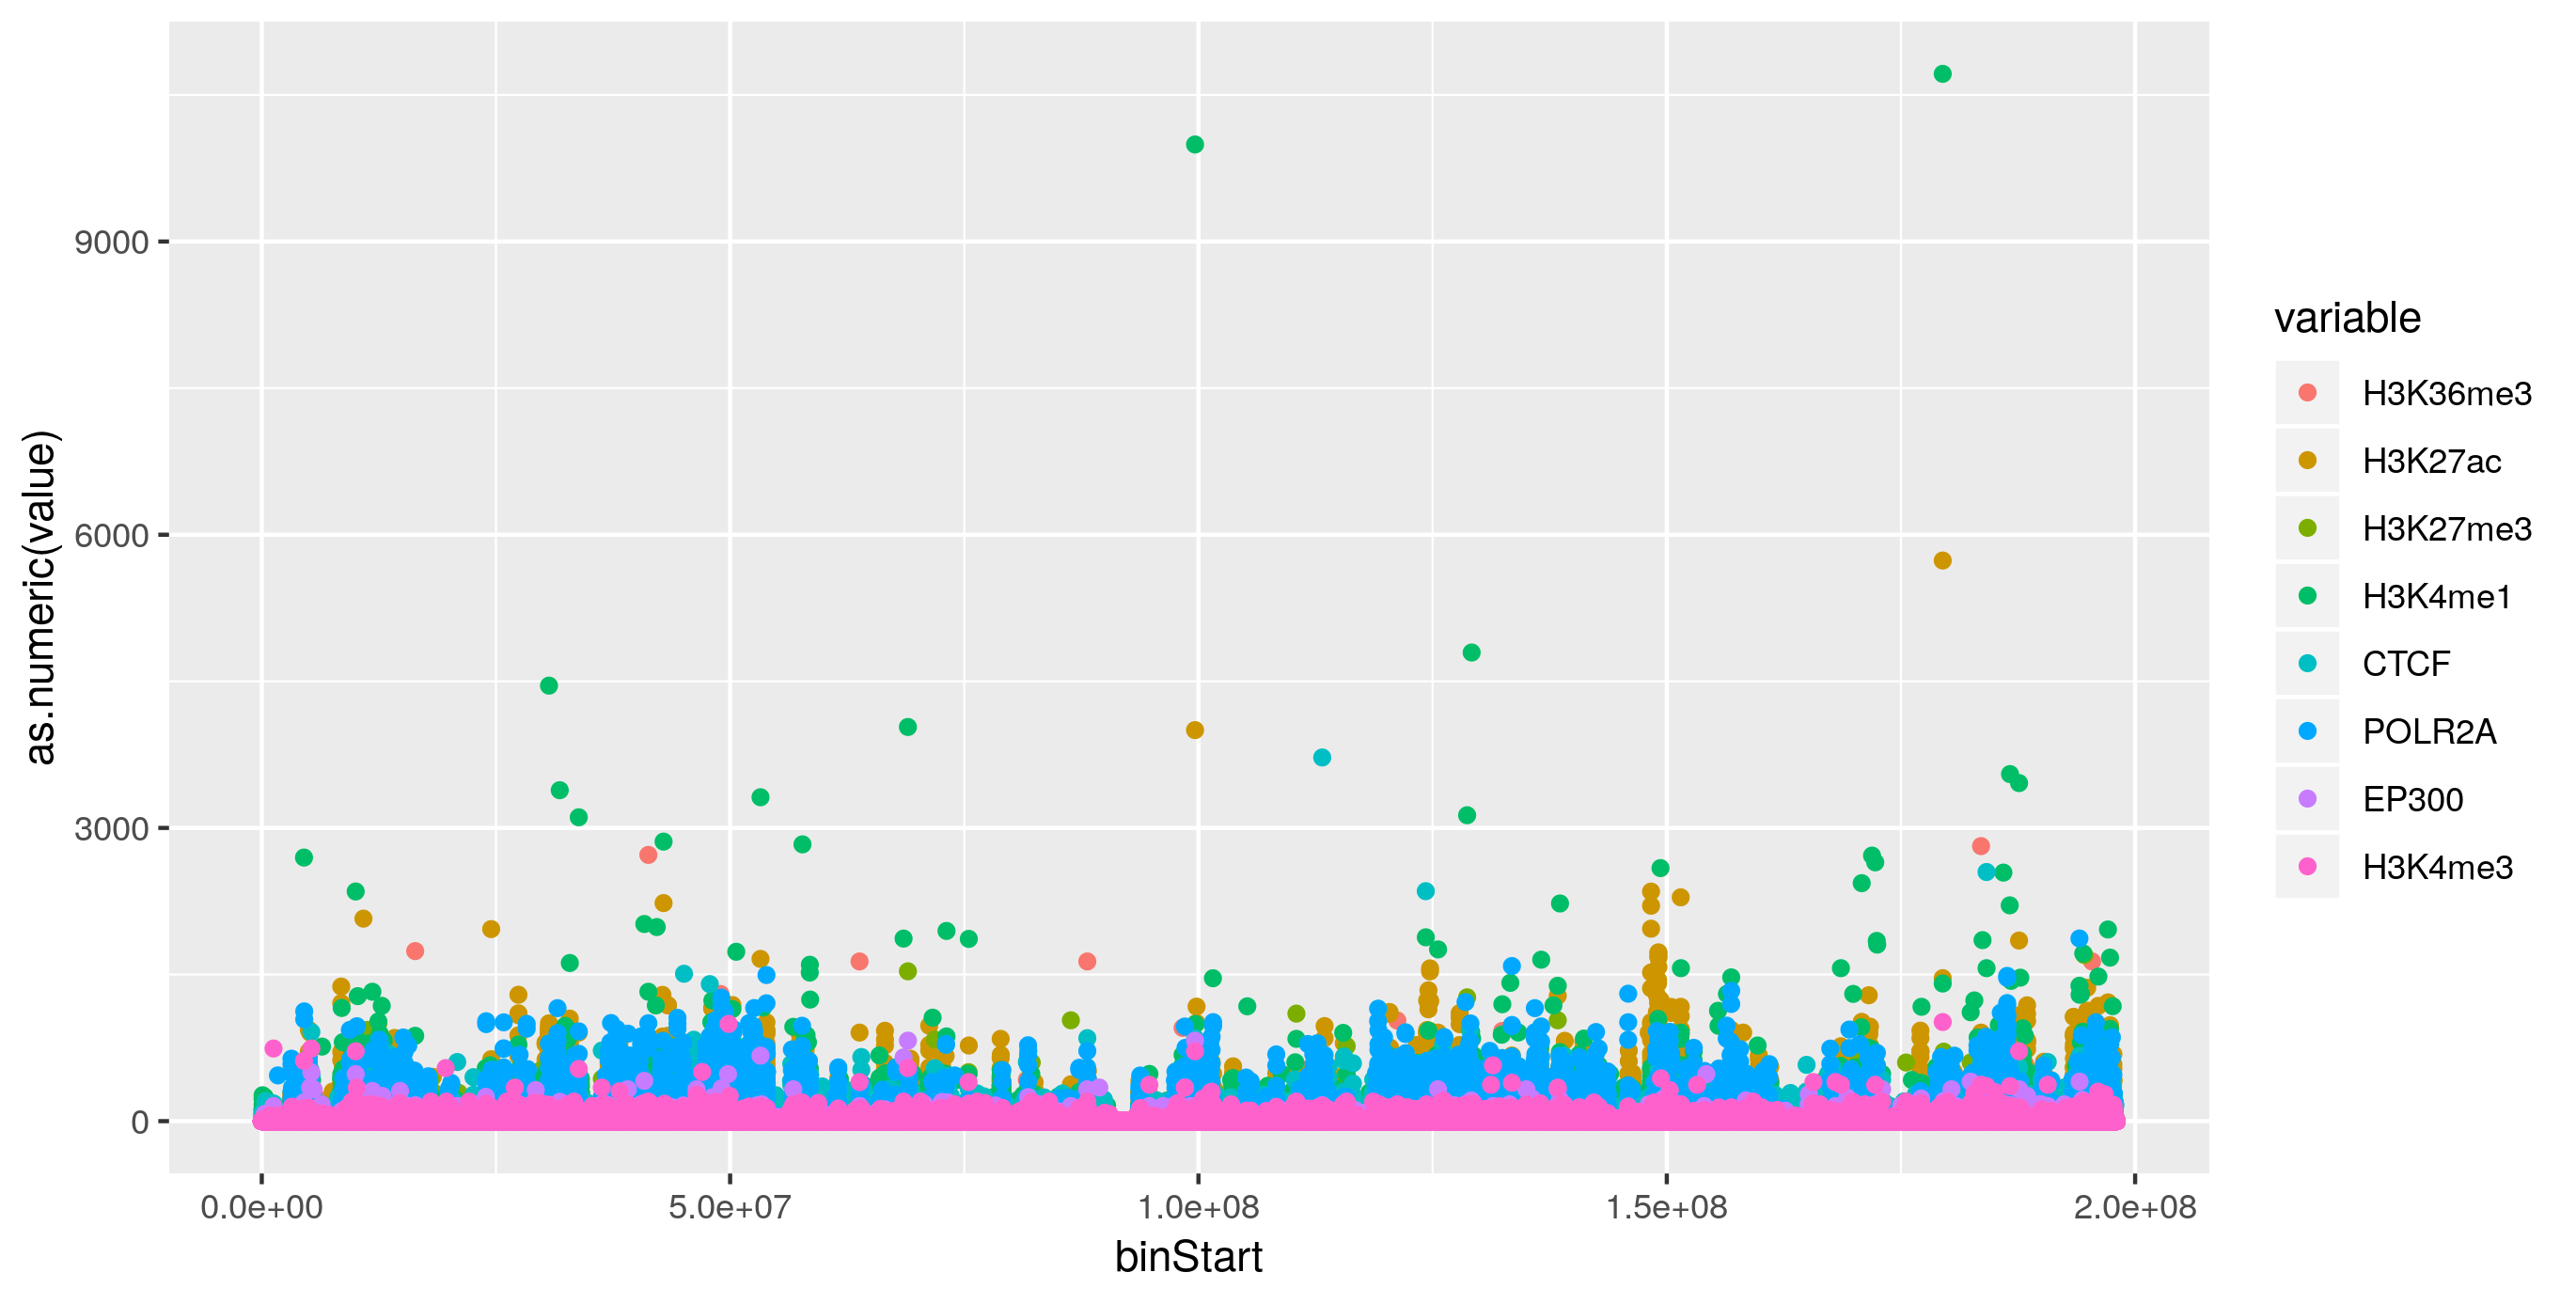 as.numeric(value)
9000
6000
3000
0
0.0e+00
5.0e+07
1.0e+08
1.5e+08
2.0e+08
binStart
variable
H3K36me3
H3K27ac
H3K27me3
H3K4me1
CTCF
POLR2A
EP300
H3K4me3